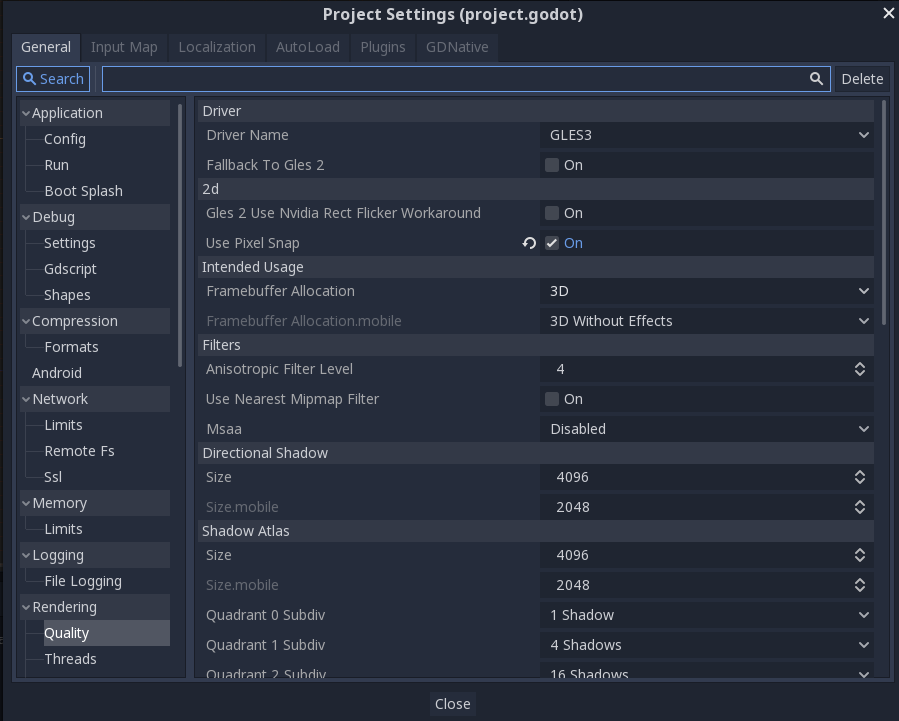 Project Settings (project.godot)
General Input Map Localization AutoLoad Plugins GDNative
Search Delete
Application
Config
Run
Boot Splash
Debug
Settings
Gdscript
Shapes
Compression
Formats
Android
Network
Limits
Remote Fs
Ssl
Memory
Limits
Logging
File Logging
Rendering
Quality
Threads
Driver
Driver Name GLES3
Fallback To Gles 2 On
2d
Gles 2 Use Nvidia Rect Flicker Workaround On
Use Pixel Snap On
Intended Usage
Framebuffer Allocation 3D
Framebuffer Allocation.mobile 3D Without Effects
Filters
Anisotropic Filter Level 4
Use Nearest Mipmap Filter On
Msaa Disabled
Directional Shadow
Size 4096
Size.mobile 2048
Shadow Atlas
Size 4096
Size.mobile 2048
Quadrant 0 Subdiv 1 Shadow
Quadrant 1 Subdiv 4 Shadows
Quadrant 2 Subdiv 16 Shadows
Close